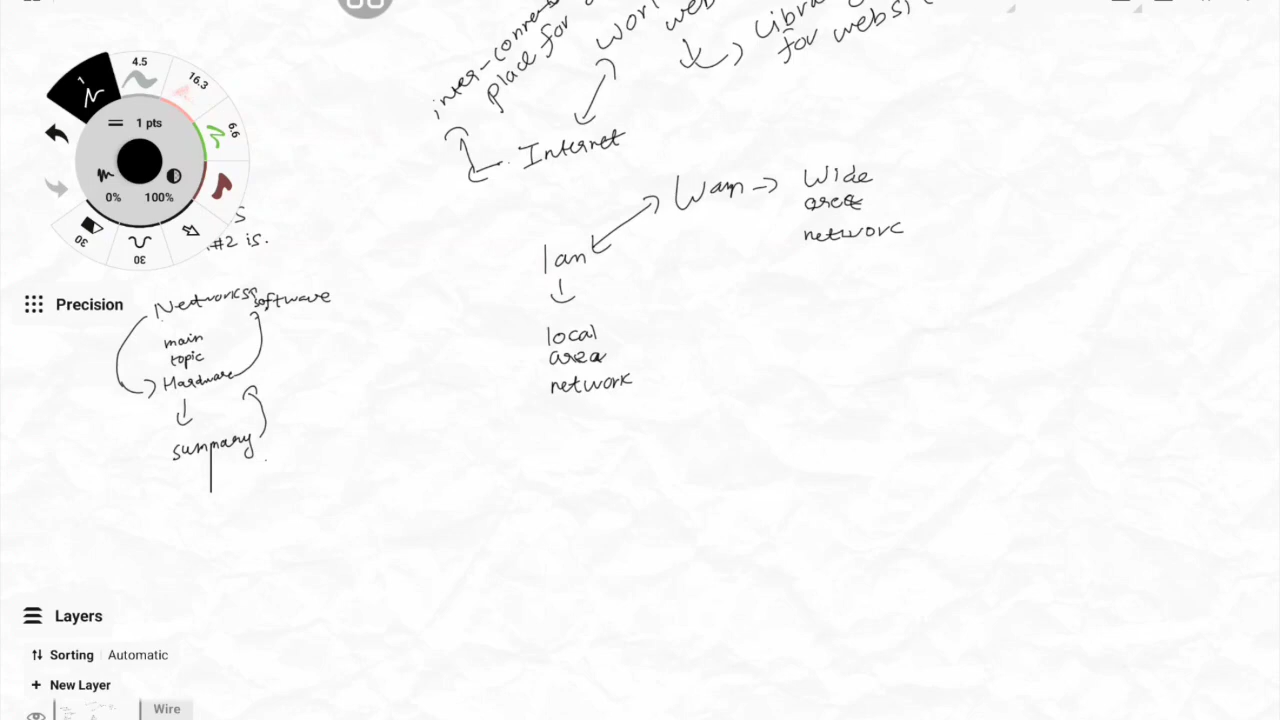 inter-conne
place for
web
Libra
for websi
Internet
Wan → Wide
area
network
lan
local
area
network
4.5
16.3
6.6
1
1 pts
0% 100%
30
30
S
#2 is.
Precision
Networks software
main
topic
Hardware
summary
Layers
Sorting Automatic
+ New Layer
Wire